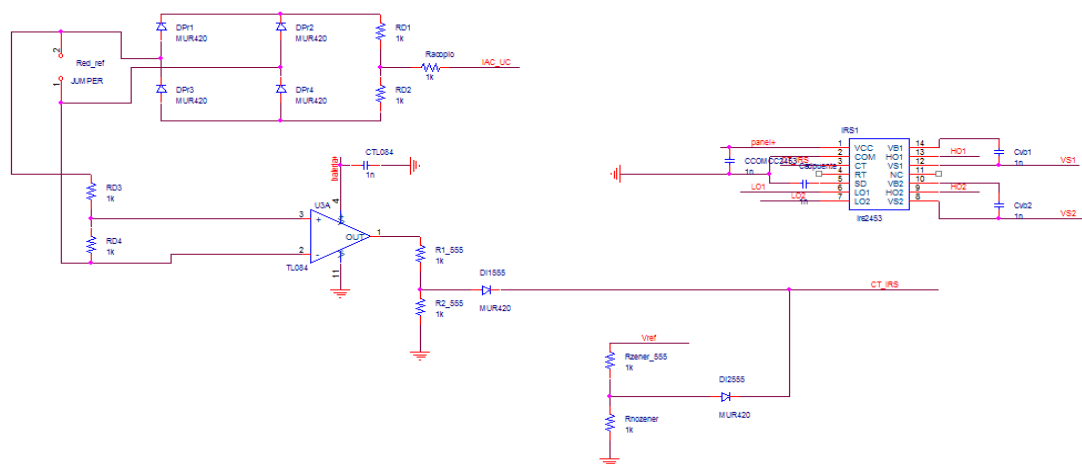 DPr1
MUR420
DPr2
MUR420
RD1
1k
2
Red_ref
1
JUMPER
Racoplo
1k
IAC_UC
DPr3
MUR420
DPr4
MUR420
RD2
1k
CTL084
1n
RD3
1k
U3A
4
3
+
V+
OUT
1
2
-
V-
TL084
11
RD4
1k
R1_555
1k
DI1555
MUR420
R2_555
1k
CT_IRS
Vref
Rzener_555
1k
DI2555
MUR420
Rnozener
1k
IRS1
panel+
1 VCC VB1 14
2 COM HO1 13 HO1
3 CT VS1 12 VS1
4 RT NC 11
5 SD VB2 10
LO1 6 LO1 HO2 9 HO2
LO2 7 LO2 VS2 8
1n
1n
Irs2453
Cvb1
1n
Cvb2
1n
VS2